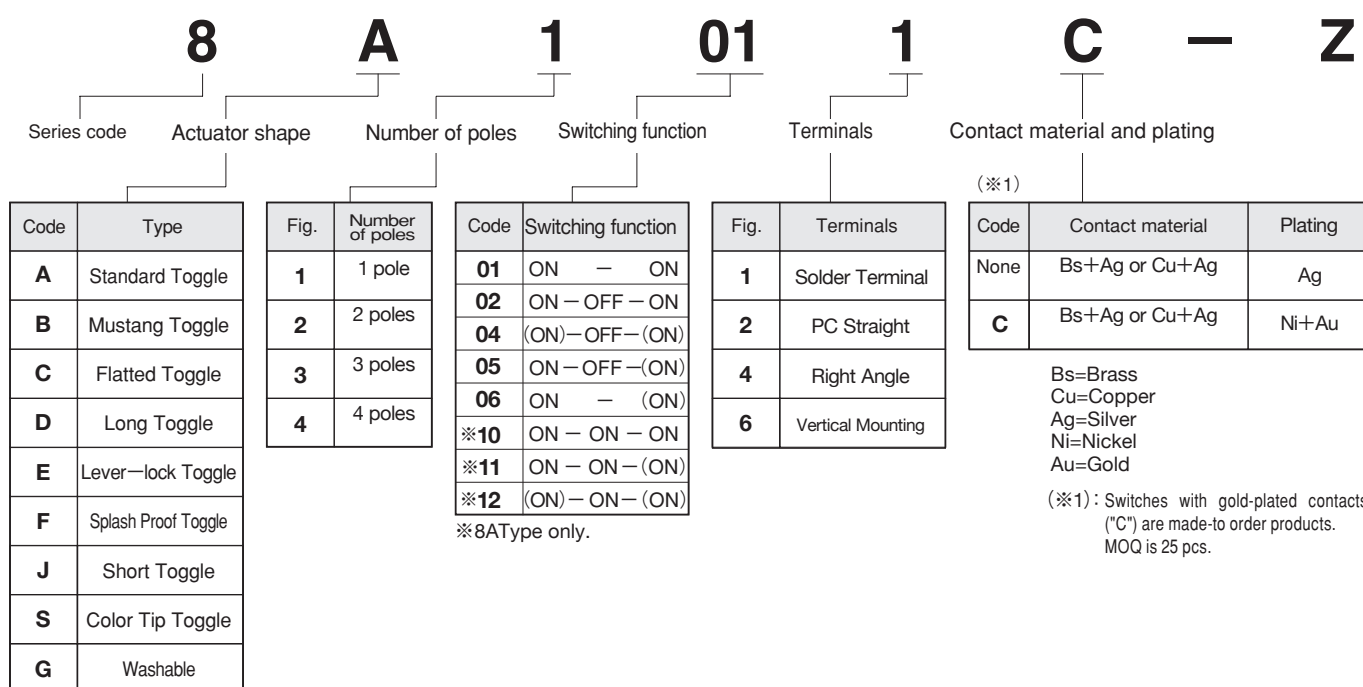 8 A 1 01 1 C － Z
Series code Actuator shape Number of poles Switching function Terminals Contact material and plating
(※1)
Code Type
A Standard Toggle
B Mustang Toggle
C Flatted Toggle
D Long Toggle
E Lever－lock Toggle
F Splash Proof Toggle
J Short Toggle
S Color Tip Toggle
G Washable
Fig. Number of poles
1 1 pole
2 2 poles
3 3 poles
4 4 poles
Code Switching function
01 ON － ON
02 ON－OFF－ON
04 (ON)－OFF－(ON)
05 ON－OFF－(ON)
06 ON － (ON)
※10 ON － ON － ON
※11 ON － ON－(ON)
※12 (ON)－ ON－(ON)
※8AType only.
Fig. Terminals
1 Solder Terminal
2 PC Straight
4 Right Angle
6 Vertical Mounting
Code Contact material Plating
None Bs+Ag or Cu+Ag Ag
C Bs+Ag or Cu+Ag Ni+Au
Bs=Brass
Cu=Copper
Ag=Silver
Ni=Nickel
Au=Gold
(※1): Switches with gold-plated contacts
("C") are made-to order products.
MOQ is 25 pcs.